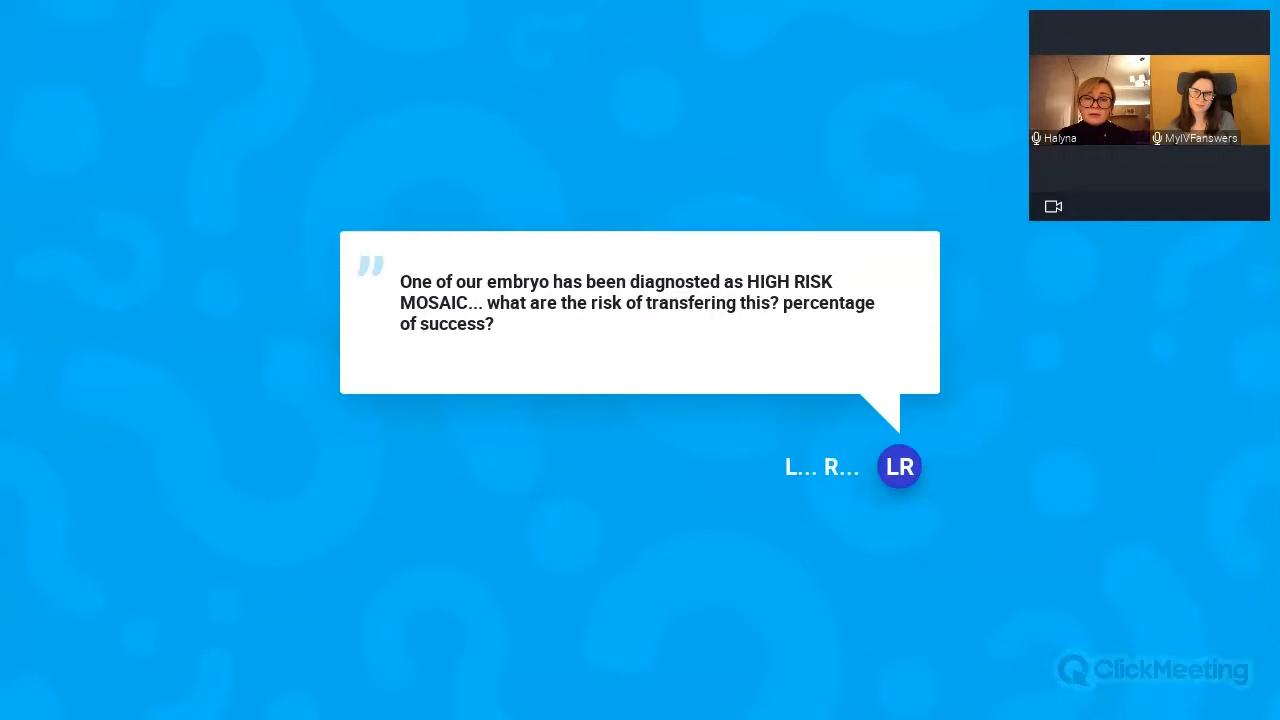 Halyna
MyIVFanswers
”
One of our embryo has been diagnosted as HIGH RISK
MOSAIC... what are the risk of transfering this? percentage
of success?
L... R...
LR
ClickMeeting